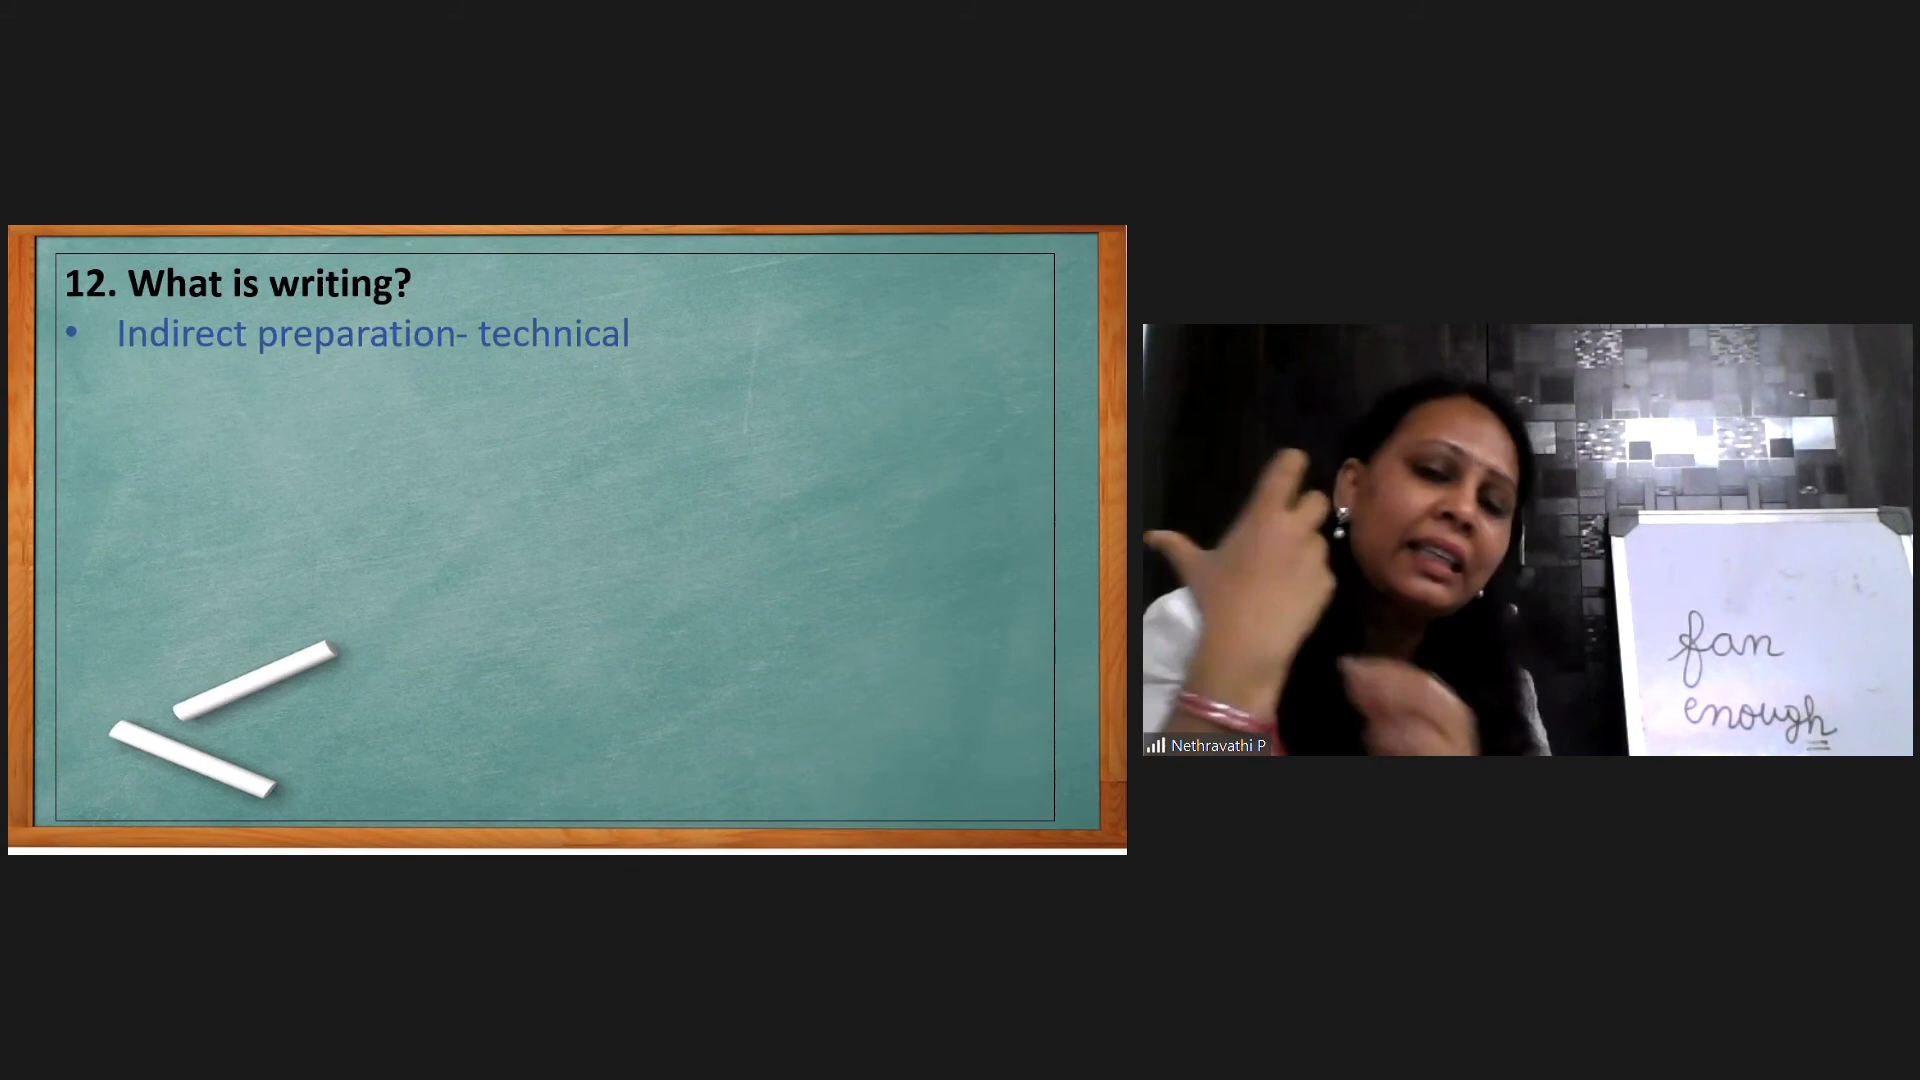 12. What is writing?
• Indirect preparation- technical
fan
enough
Nethravathi P